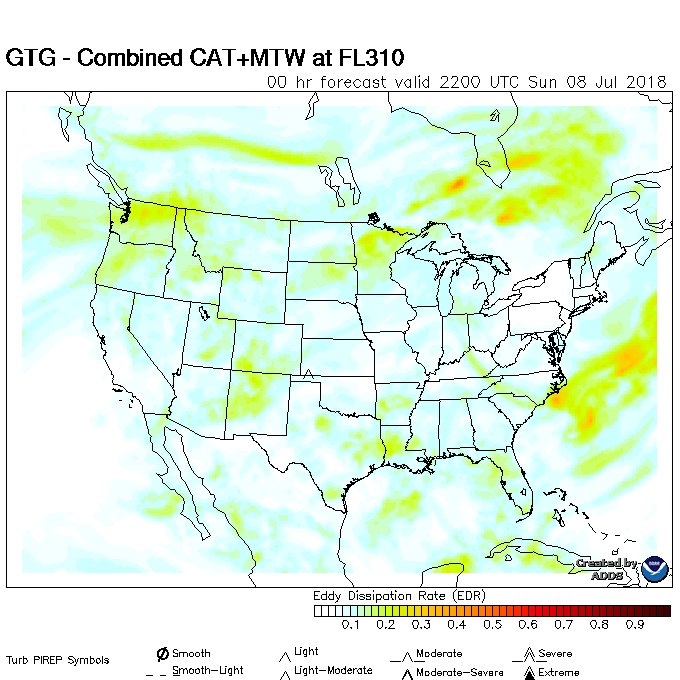 GTG - Combined CAT+MTW at FL310
00 hr forecast valid 2200 UTC Sun 08 Jul 2018
Created by
ADDS
Eddy Dissipation Rate (EDR)
0.1 0.2 0.3 0.4 0.5 0.6 0.7 0.8 0.9
Turb PIREP Symbols
Smooth
Light
Moderate
Severe
Smooth-Light
Light-Moderate
Moderate-Severe
Extreme